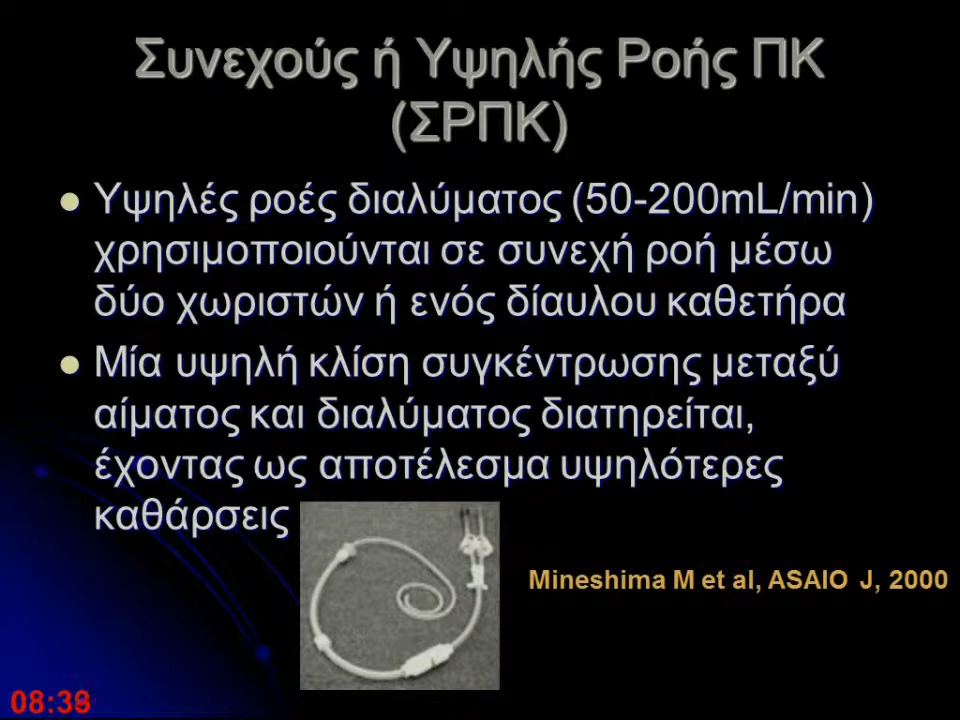 Συνεχούς ή Υψηλής Ροής ΠΚ
(ΣΡΠΚ)
Υψηλές ροές διαλύματος (50-200mL/min)
χρησιμοποιούνται σε συνεχή ροή μέσω
δύο χωριστών ή ενός δίαυλου καθετήρα
Μία υψηλή κλίση συγκέντρωσης μεταξύ
αίματος και διαλύματος διατηρείται,
έχοντας ως αποτέλεσμα υψηλότερες
καθάρσεις
Mineshima M et al, ASAIO J, 2000